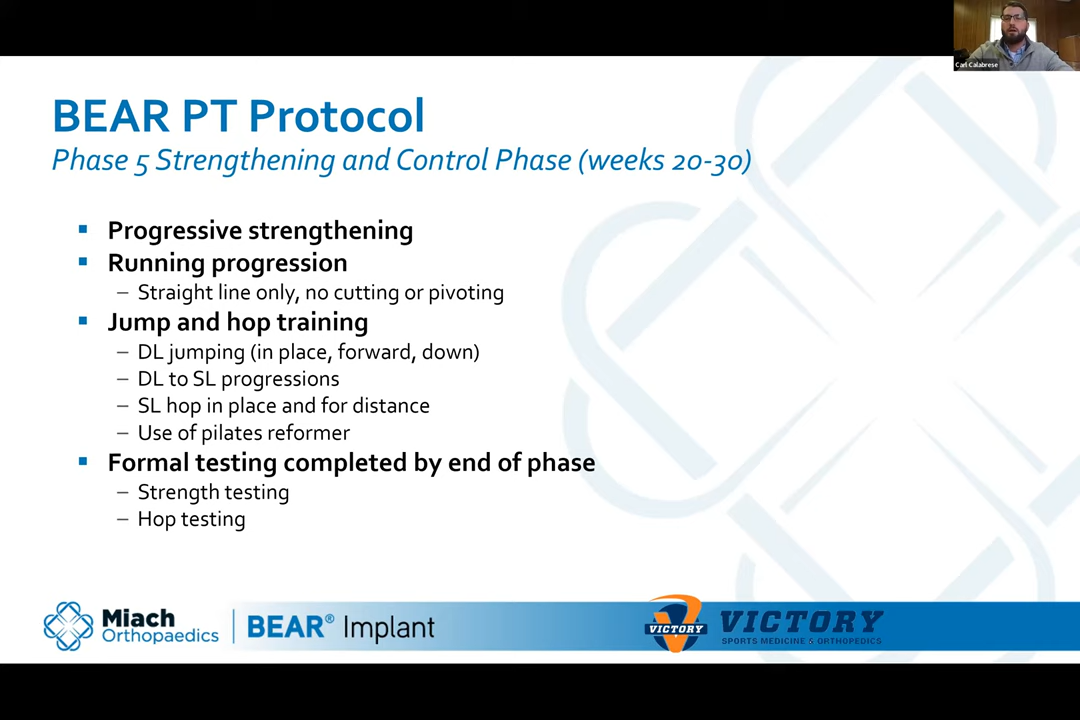 Carl Calabrese
BEAR PT Protocol
Phase 5 Strengthening and Control Phase (weeks 20-30)
▪ Progressive strengthening
▪ Running progression
– Straight line only, no cutting or pivoting
▪ Jump and hop training
– DL jumping (in place, forward, down)
– DL to SL progressions
– SL hop in place and for distance
– Use of pilates reformer
▪ Formal testing completed by end of phase
– Strength testing
– Hop testing
Miach
Orthopaedics
BEAR® Implant
VICTORY
VICTORY
SPORTS MEDICINE & ORTHOPEDICS